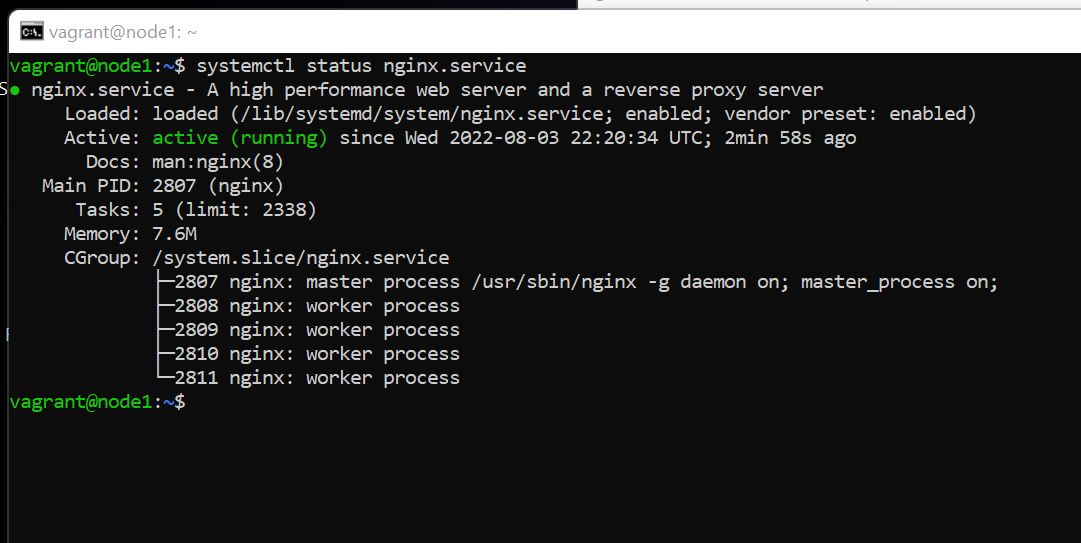 vagrant@node1: ~
vagrant@node1:~$ systemctl status nginx.service
● nginx.service - A high performance web server and a reverse proxy server
     Loaded: loaded (/lib/systemd/system/nginx.service; enabled; vendor preset: enabled)
     Active: active (running) since Wed 2022-08-03 22:20:34 UTC; 2min 58s ago
       Docs: man:nginx(8)
   Main PID: 2807 (nginx)
      Tasks: 5 (limit: 2338)
     Memory: 7.6M
     CGroup: /system.slice/nginx.service
             ├─2807 nginx: master process /usr/sbin/nginx -g daemon on; master_process on;
             ├─2808 nginx: worker process
             ├─2809 nginx: worker process
             ├─2810 nginx: worker process
             └─2811 nginx: worker process
vagrant@node1:~$